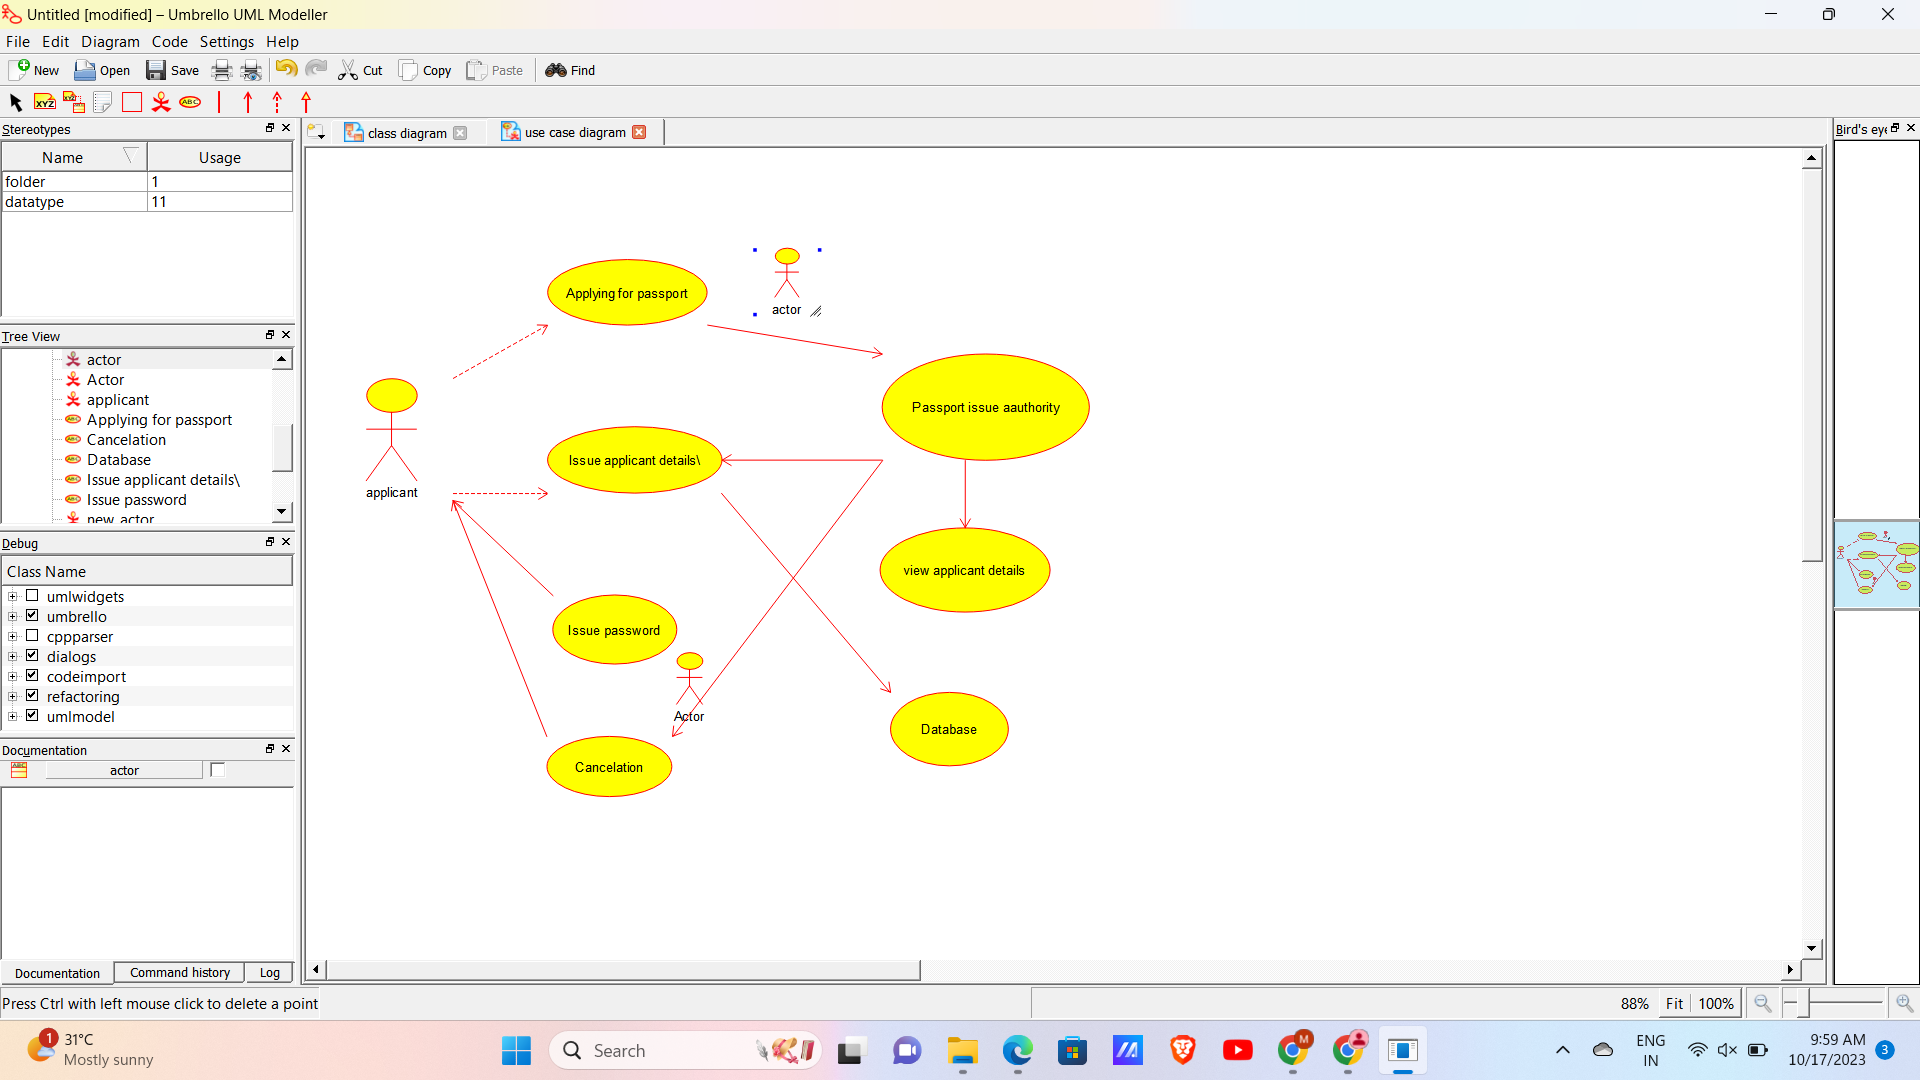 Untitled [modified] – Umbrello UML Modeller
File Edit Diagram Code Settings Help
New Open Save Cut Copy Paste Find
XYZ XYZ ABC
Stereotypes
Name Usage
folder 1
datatype 11
Tree View
actor
Actor
applicant
Applying for passport
Cancelation
Database
Issue applicant details\
Issue password
new actor
Debug
Class Name
umlwidgets
umbrello
cppparser
dialogs
codeimport
refactoring
umlmodel
Documentation
actor
Documentation Command history Log
class diagram use case diagram
Applying for passport
actor
applicant
Passport issue aauthority
Issue applicant details\
view applicant details
Issue password
Actor
Database
Cancelation
Bird's eye
Press Ctrl with left mouse click to delete a point
88% Fit 100%
1
31°C
Mostly sunny
Search
M
ENG
IN
9:59 AM
10/17/2023
3